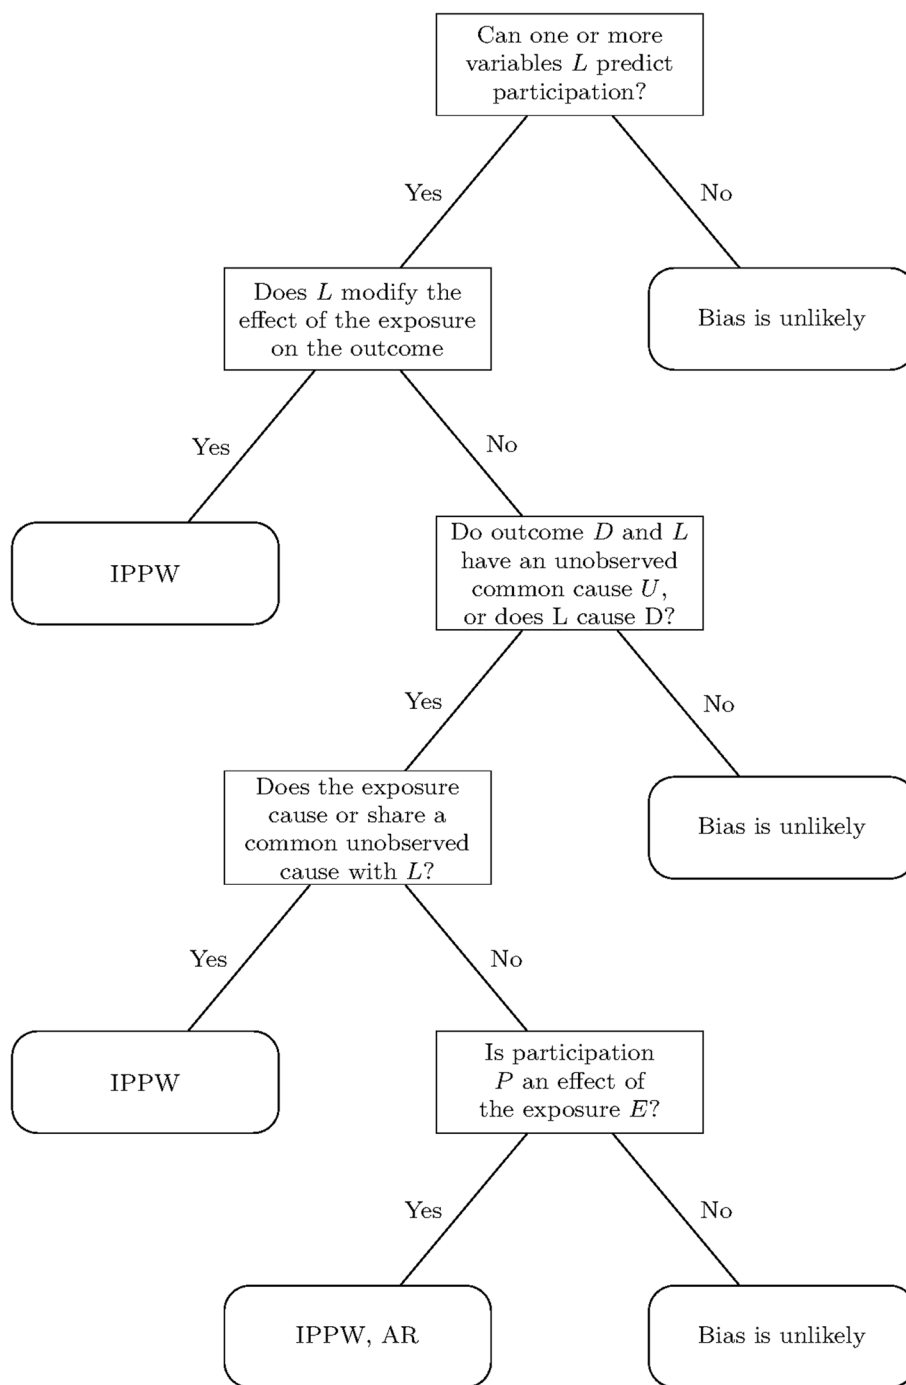 Can one or more
variables L predict
participation?
Yes
No
Does L modify the
effect of the exposure
on the outcome
Bias is unlikely
Yes
No
IPPW
Do outcome D and L
have an unobserved
common cause U,
or does L cause D?
Yes
No
Does the exposure
cause or share a
common unobserved
cause with L?
Bias is unlikely
Yes
No
IPPW
Is participation
P an effect of
the exposure E?
Yes
No
IPPW, AR
Bias is unlikely